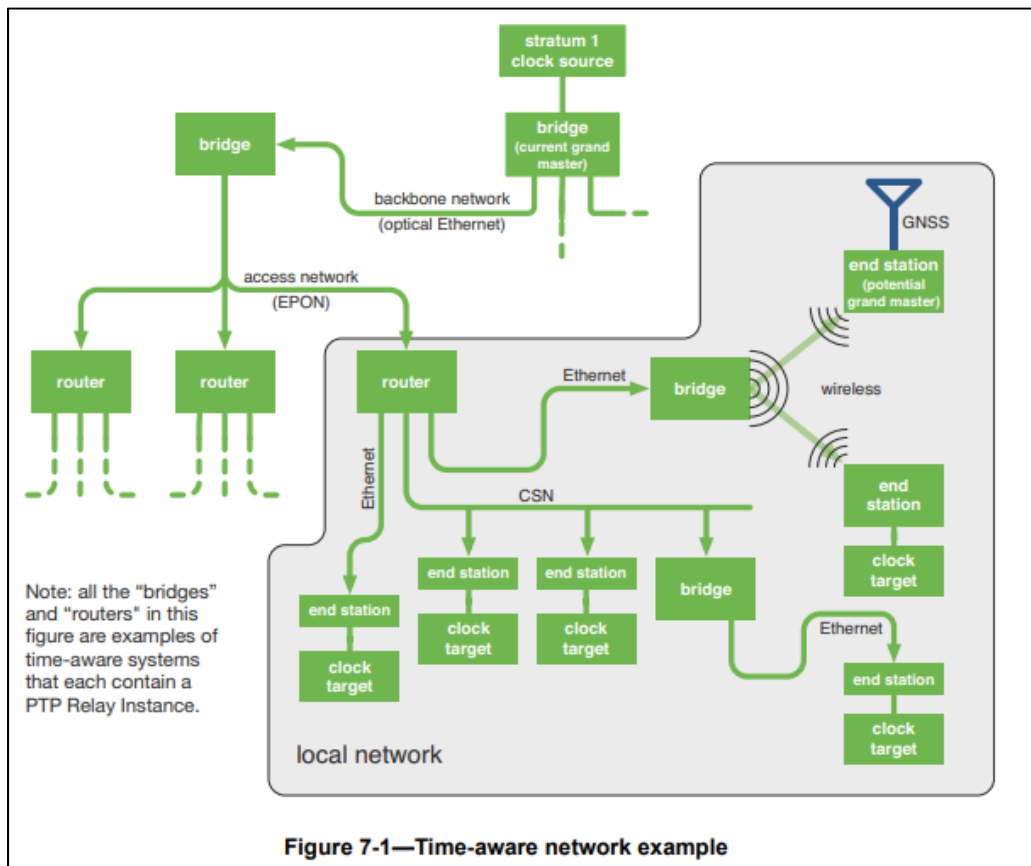 stratum 1
clock source
bridge
(current grand
master)
bridge
backbone network
(optical Ethernet)
GNSS
end station
(potential
grand master)
access network
(EPON)
router
router
router
Ethernet
bridge
wireless
Ethernet
CSN
end
station
clock
target
end station
clock
target
end station
clock
target
bridge
end station
clock
target
Ethernet
end station
clock
target
Note: all the “bridges”
and “routers" in this
figure are examples of
time-aware systems
that each contain a
PTP Relay Instance.
local network
Figure 7-1—Time-aware network example